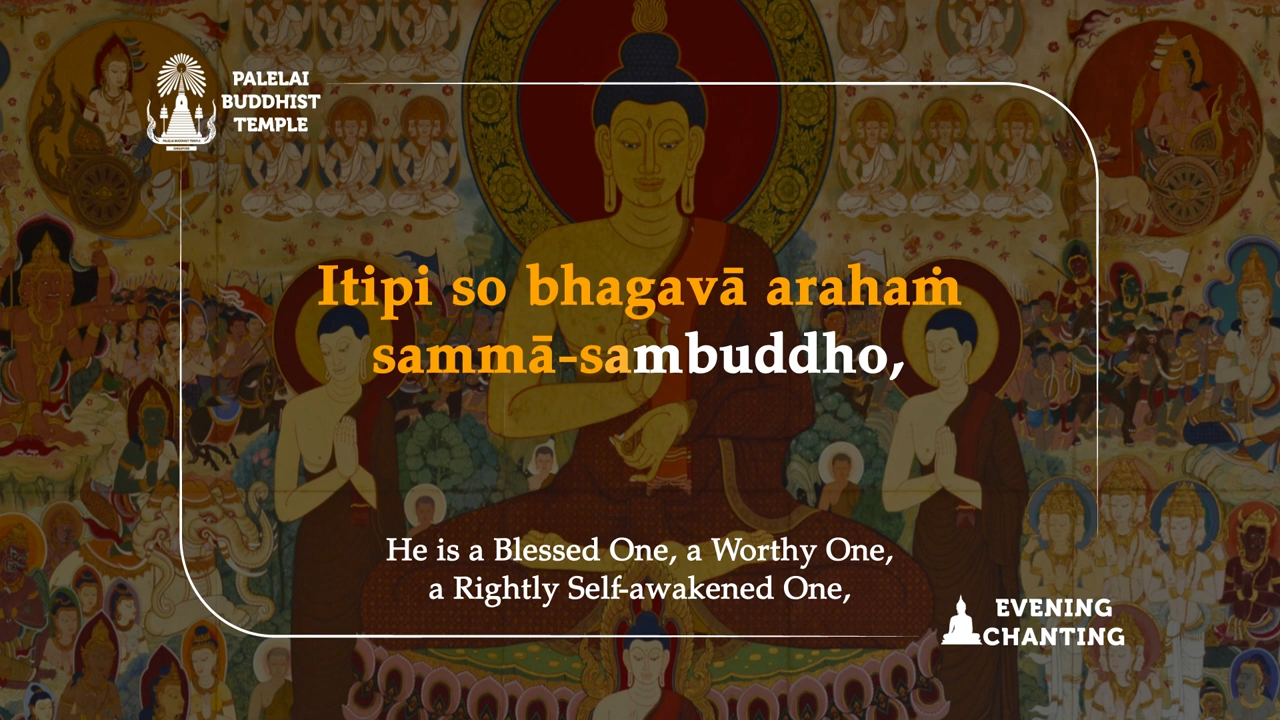 PALELAI
BUDDHIST
TEMPLE
Itipi so bhagavā arahaṁ
sammā-sambuddho,
He is a Blessed One, a Worthy One,
a Rightly Self-awakened One,
EVENING
CHANTING